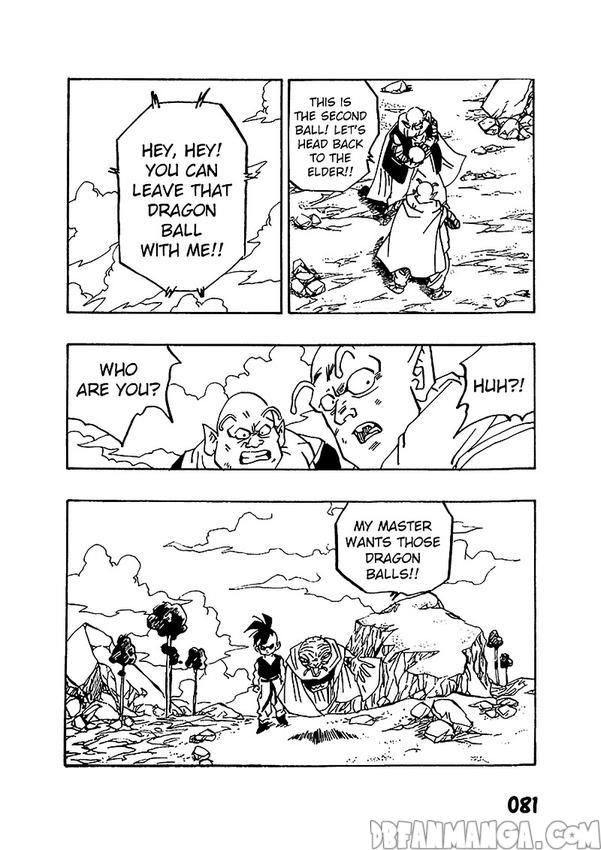 THIS IS
THE SECOND
BALL! LET'S
HEAD BACK
TO THE
ELDER!!
HEY, HEY!
YOU CAN
LEAVE THAT
DRAGON
BALL
WITH ME!!
HUH?!
WHO
ARE YOU?
MY MASTER
WANTS THOSE
DRAGON
BALLS!!
081
DBFANMANGA.COM